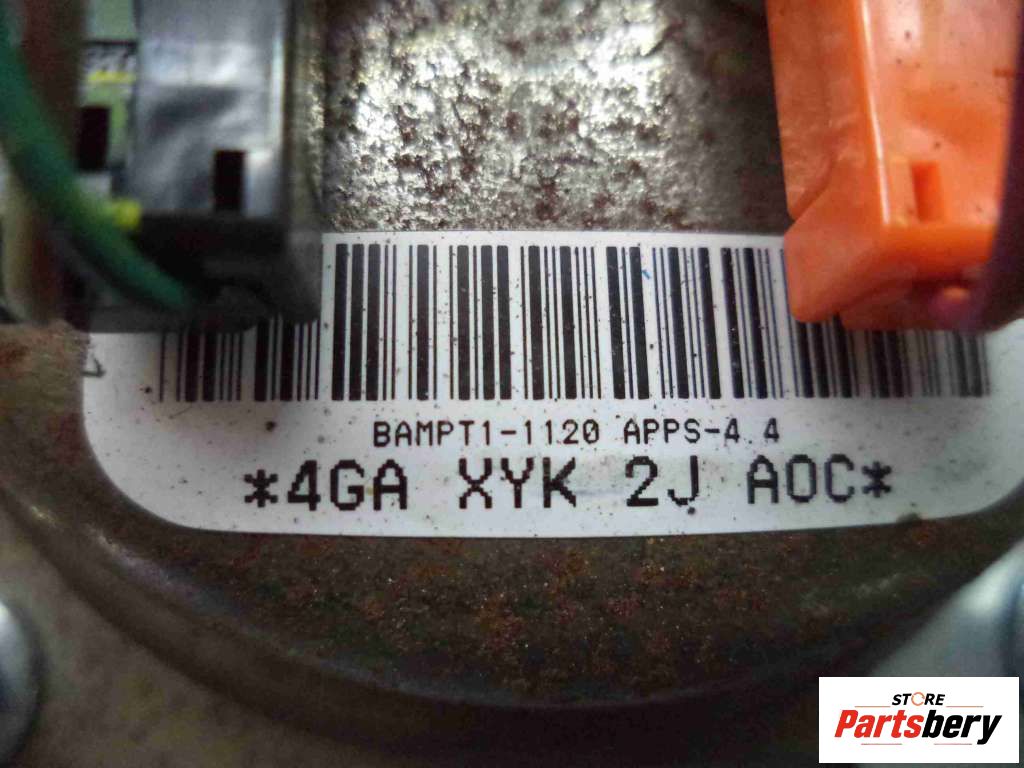 BAMPT1-1120 APPS-4.4
*4GA XYK 2J AOC*
STORE
Partsbery